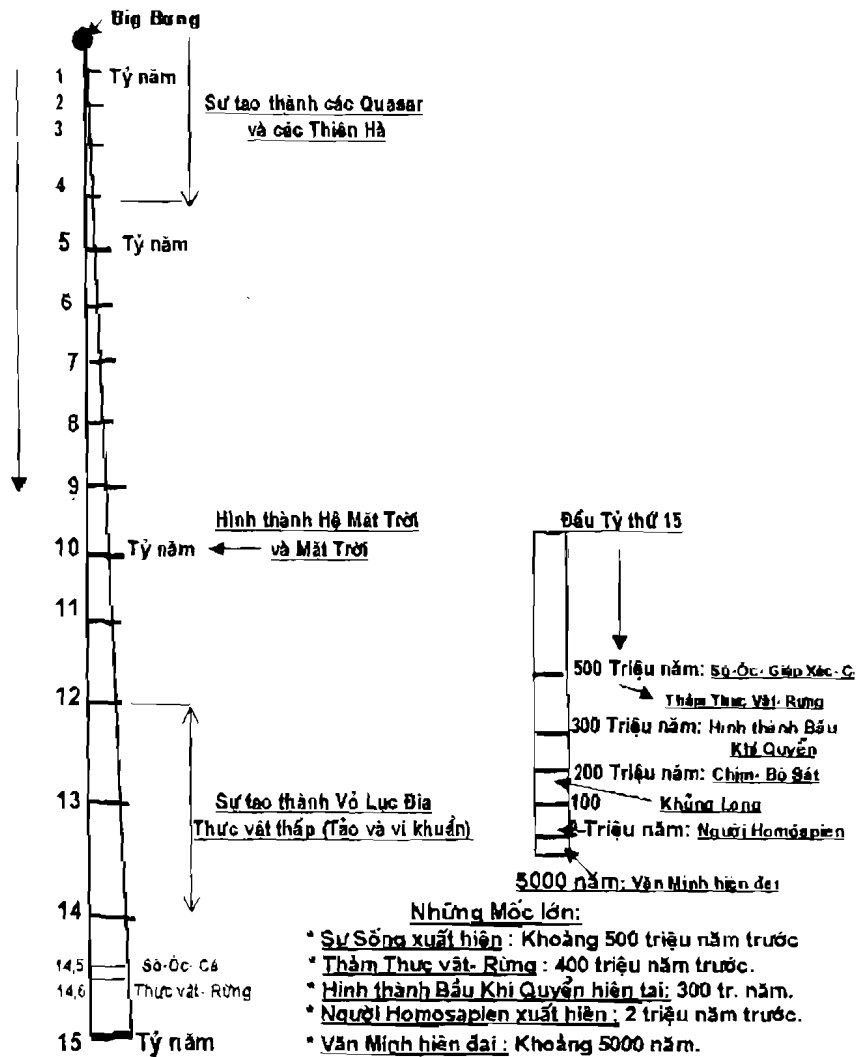 Big Bang
1 Tỷ năm
2
3
Sự tạo thành các Quasar
và các Thiên Hà
4
5 Tỷ năm
6
7
8
9
Hình thành Hệ Mặt Trời
10 Tỷ năm và Mặt Trời
11
12
13
Sự tạo thành Vỏ Lục Địa
Thực vật thấp (Tảo và vi khuẩn)
14
14,5 Sò-Ốc-Cá
14,6 Thực vật- Rừng
15 Tỷ năm
Đầu Tỷ thứ 15
500 Triệu năm: Sò-Ốc- Giáp Xác-C
Thảm Thực Vật- Rừng
300 Triệu năm: Hình thành Bầu
Khí Quyển
200 Triệu năm: Chim- Bò Sát
100 Khủng Long
Triệu năm: Người Homosapien
5000 năm: Văn Minh hiện đại
Những Mốc lớn:
* Sự Sống xuất hiện : Khoảng 500 triệu năm trước
* Thảm Thực vật- Rừng : 400 triệu năm trước.
* Hình thành Bầu Khí Quyển hiện tại: 300 tr. năm.
* Người Homosapien xuất hiện : 2 triệu năm trước.
* Văn Minh hiện đại : Khoảng 5000 năm.